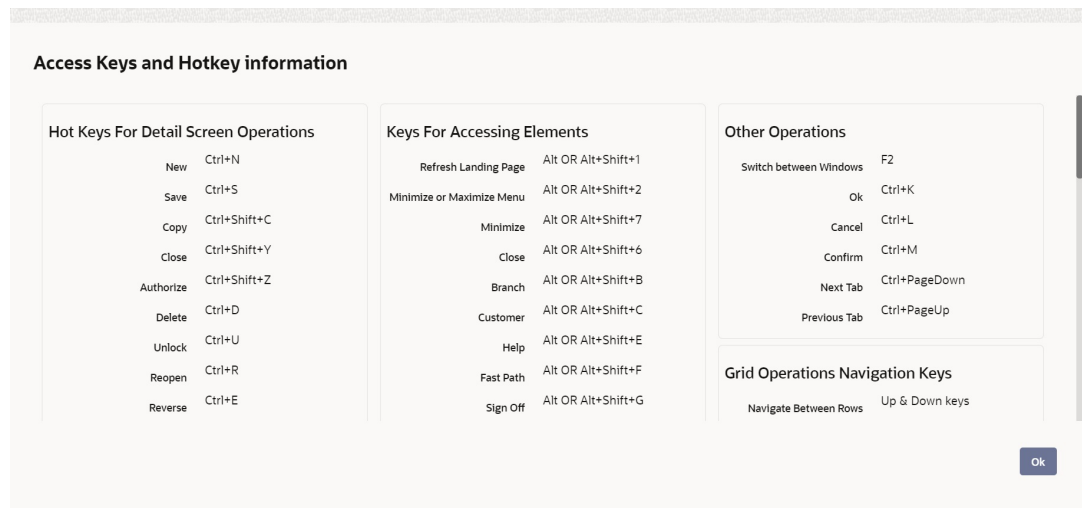 Access Keys and Hotkey information
Hot Keys For Detail Screen Operations
New Ctrl+N
Save Ctrl+S
Copy Ctrl+Shift+C
Close Ctrl+Shift+Y
Authorize Ctrl+Shift+Z
Delete Ctrl+D
Unlock Ctrl+U
Reopen Ctrl+R
Reverse Ctrl+E
Keys For Accessing Elements
Refresh Landing Page Alt OR Alt+Shift+1
Minimize or Maximize Menu Alt OR Alt+Shift+2
Minimize Alt OR Alt+Shift+7
Close Alt OR Alt+Shift+6
Branch Alt OR Alt+Shift+B
Customer Alt OR Alt+Shift+C
Help Alt OR Alt+Shift+E
Fast Path Alt OR Alt+Shift+F
Sign Off Alt OR Alt+Shift+G
Other Operations
Switch between Windows F2
Ok Ctrl+K
Cancel Ctrl+L
Confirm Ctrl+M
Next Tab Ctrl+PageDown
Previous Tab Ctrl+PageUp
Grid Operations Navigation Keys
Navigate Between Rows Up & Down keys
Ok